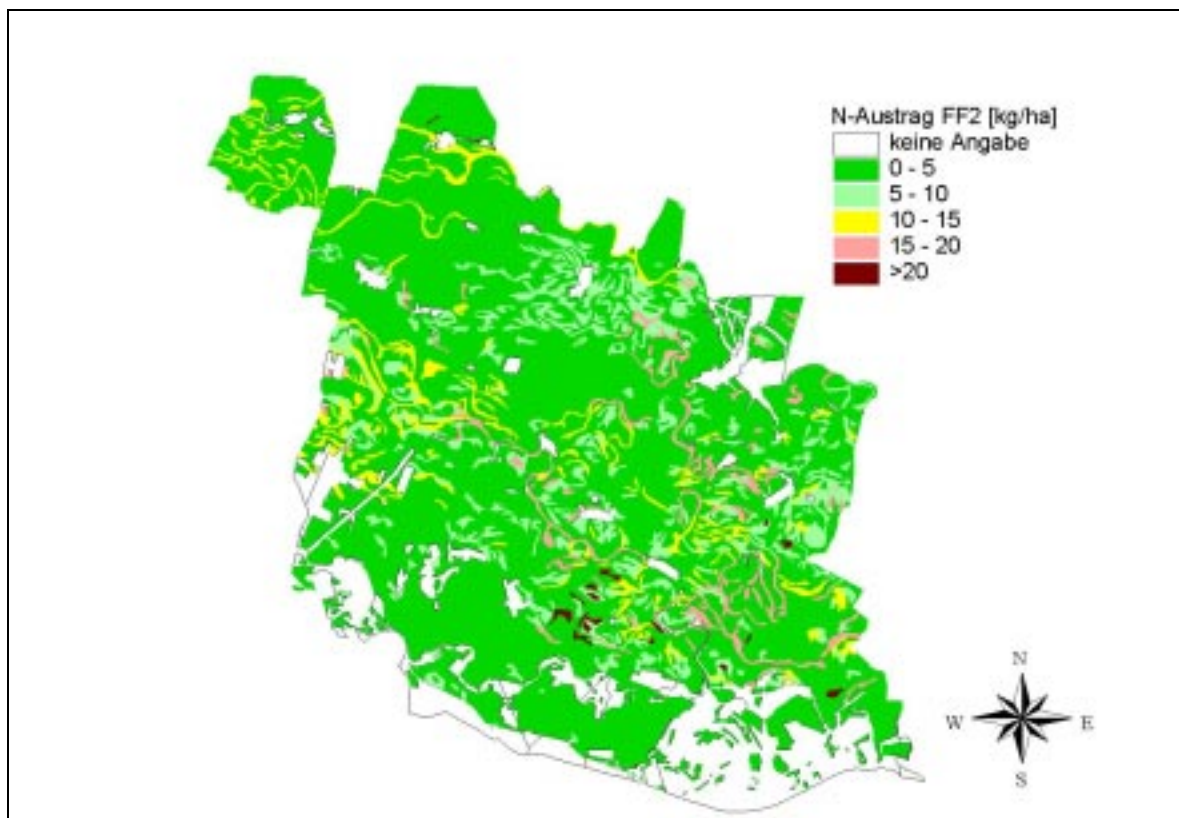 N-Austrag FF2 [kg/ha]
keine Angabe
0 - 5
5 - 10
10 - 15
15 - 20
>20
N
W E
S